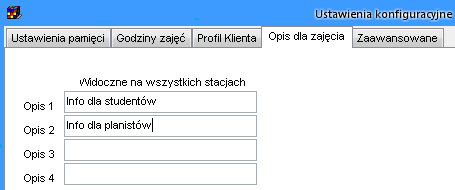 Ustawienia konfiguracyjne
Ustawienia pamięci Godziny zajęć Profil Klienta Opis dla zajęcia Zaawansowane
Widoczne na wszystkich stacjach
Opis 1 Info dla studentów
Opis 2 Info dla planistów
Opis 3
Opis 4